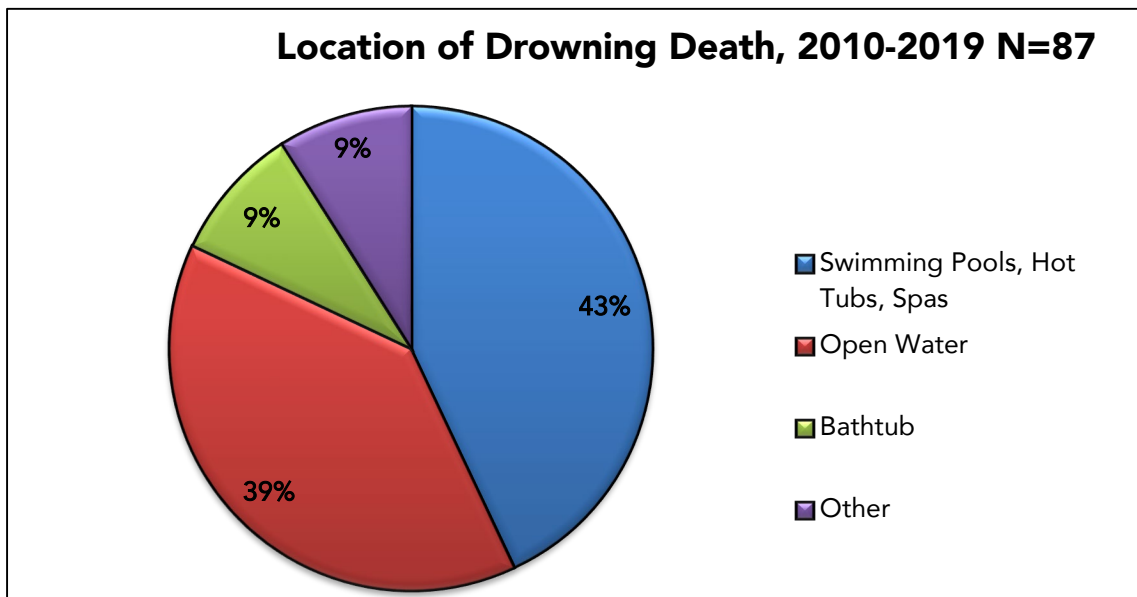 Location of Drowning Death, 2010-2019 N=87
9%
9%
43%
39%
Swimming Pools, Hot
Tubs, Spas
Open Water
Bathtub
Other